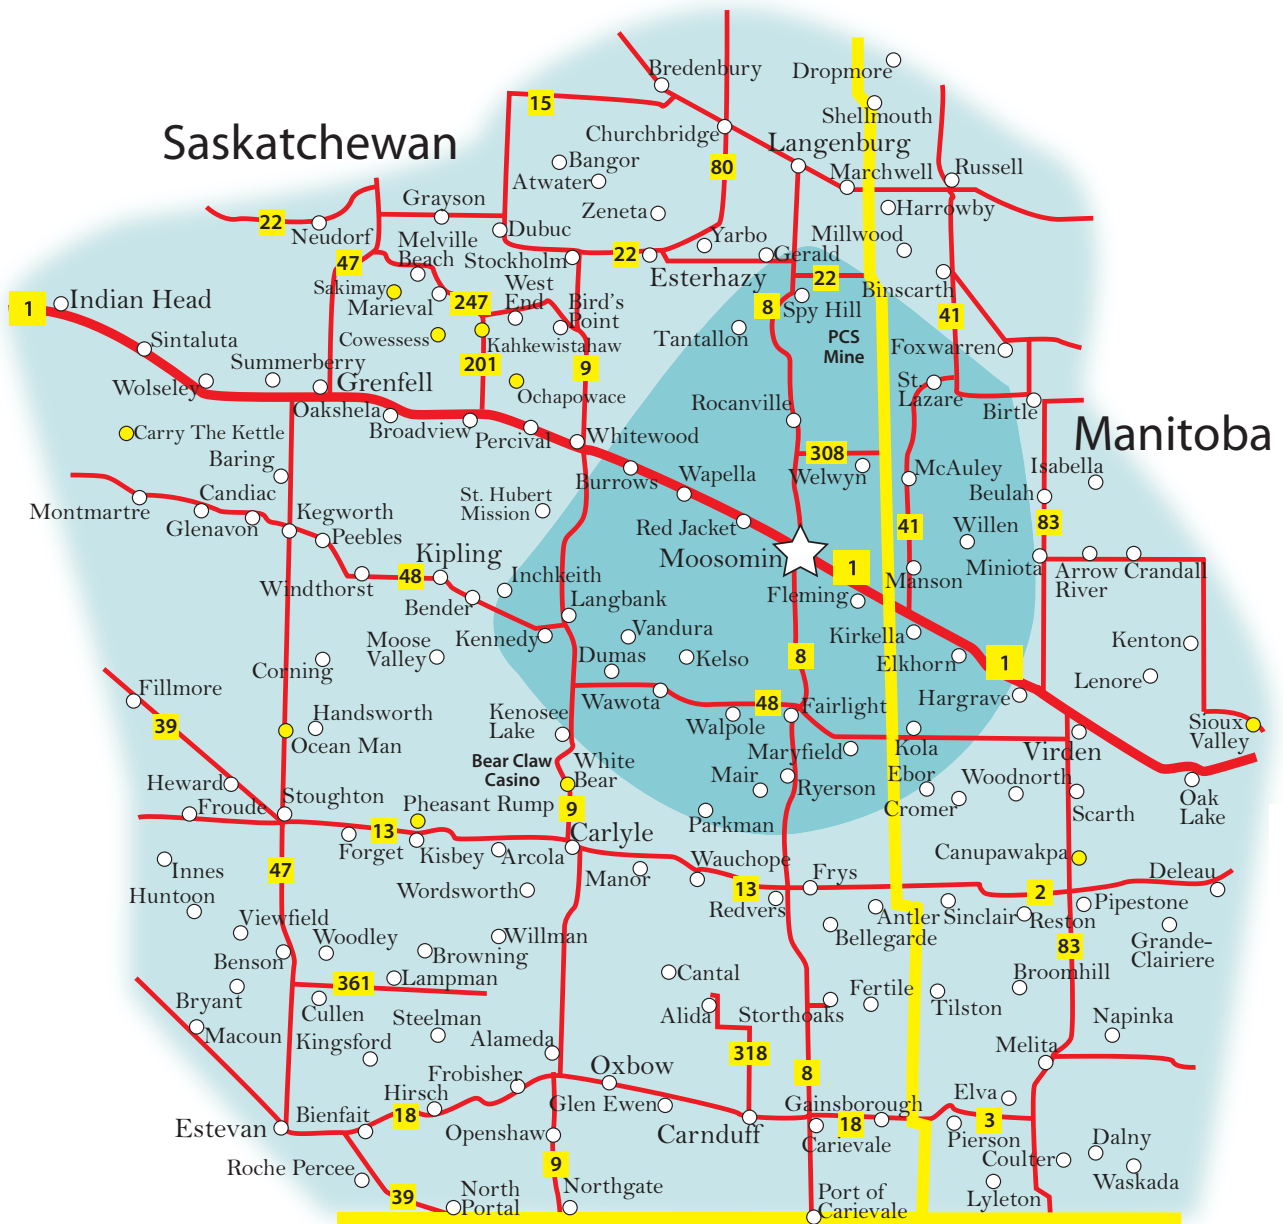 Bredenbury
Dropmore
15
Shellmouth
Saskatchewan
Churchbridge
Langenburg
Bangor
80
Marchwell
Russell
Atwater
Grayson
Zeneta
Harrowby
22
Neudorf
Dubuc
Melville
Beach
Yarbo
Millwood
47
Stockholm
22
Gerald
Esterhazy
22
Sakimay
West
End
Binscarth
1
Indian Head
Marieval
247
Bird's
Point
8
Spy Hill
41
Sintaluta
Cowessess
Kahkewistahaw
Tantallon
PCS
Mine
Foxwarren
Summerberry
201
9
Wolseley
Grenfell
Ochapowace
St.
Lazare
Oakshela
Rocanville
Birtle
Carry The Kettle
Broadview
Percival
Whitewood
Manitoba
Baring
308
Burrows
Wapella
Welwyn
McAuley
Isabella
Candiac
St. Hubert
Mission
Beulah
Montmartre
Glenavon
Kegworth
Red Jacket
41
Willen
83
Peebles
Kipling
Moosomin
1
Miniota
Windthorst
48
Inchkeith
Manson
Arrow
River
Crandall
Bender
Langbank
Fleming
Moose
Valley
Kennedy
Vandura
Kirkella
Kenton
Corning
Dumas
Kelso
8
Elkhorn
1
Lenore
Fillmore
Wawota
48
Fairlight
Hargrave
39
Handsworth
Kenosee
Lake
Walpole
Sioux
Valley
Ocean Man
Maryfield
Kola
Virden
Bear Claw
Casino
White
Bear
Mair
Ebor
Woodnorth
Heward
Ryerson
Cromer
Scarth
Oak
Lake
Froude
Stoughton
Pheasant Rump
9
Parkman
13
Carlyle
Forget
Kisbey
Arcola
Wauchope
Canupawakpa
Innes
47
Manor
13
Frys
2
Deleau
Huntoon
Wordsworth
Redvers
Antler
Sinclair
Reston
Pipestone
Viewfield
Woodley
Willman
Bellegarde
83
Grande-
Clairiere
Benson
Browning
Cantal
Broomhill
361
Lampman
Bryant
Cullen
Alida
Storthoaks
Fertile
Tilston
Macoun
Steelman
Napinka
Kingsford
Alameda
318
Melita
Frobisher
Oxbow
8
Hirsch
Elva
Bienfait
18
Glen Ewen
Gainsborough
18
3
Estevan
Openshaw
Carnduff
Carievale
Pierson
Dalny
Roche Percee
9
Coulter
Waskada
39
North
Portal
Northgate
Port of
Carievale
Lyleton